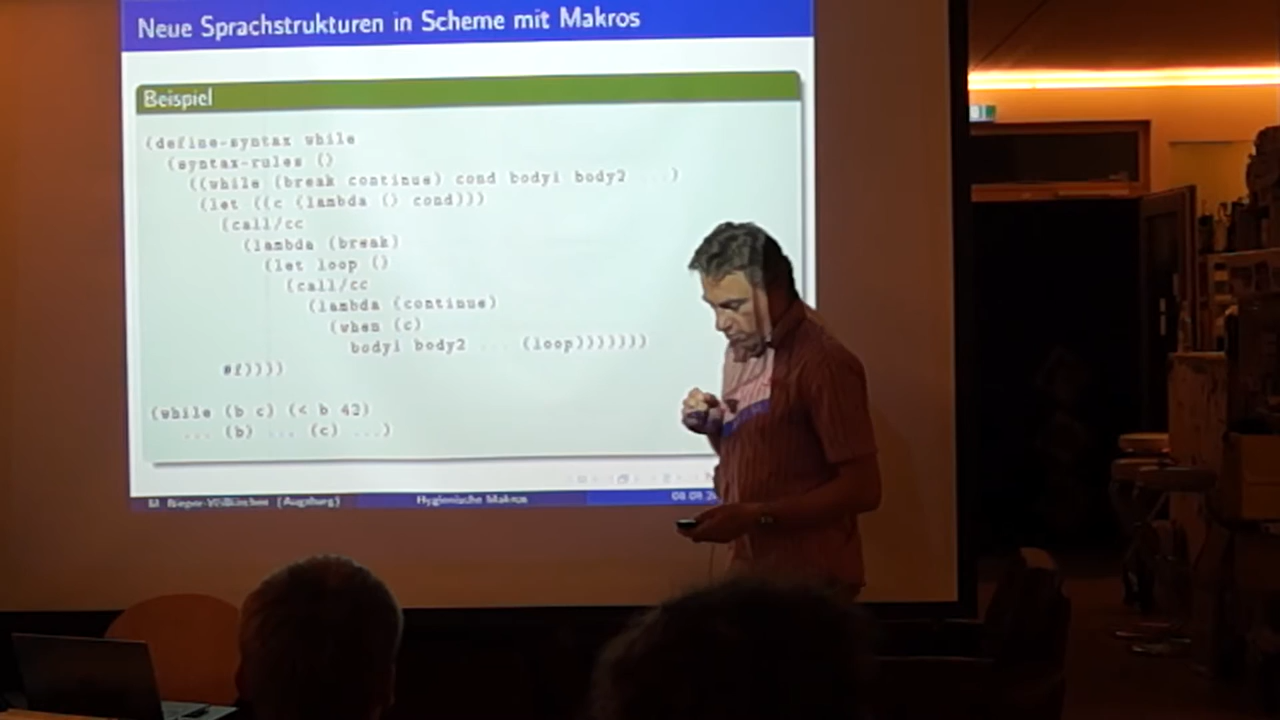 Neue Sprachstrukturen in Scheme mit Makros
Beispiel
(define-syntax while
(syntax-rules ()
((while (break continue) cond body1 body2 ... )
(let ((c (lambda () cond)))
(call/cc
(lambda (break)
(let loop ()
(call/cc
(lambda (continue)
(when (c)
body1 body2 ... (loop)))))))
#f))))
(while (b c) (< b 42)
... (b) ... (c) ...)
(Augsburg)
Hygienische Makros